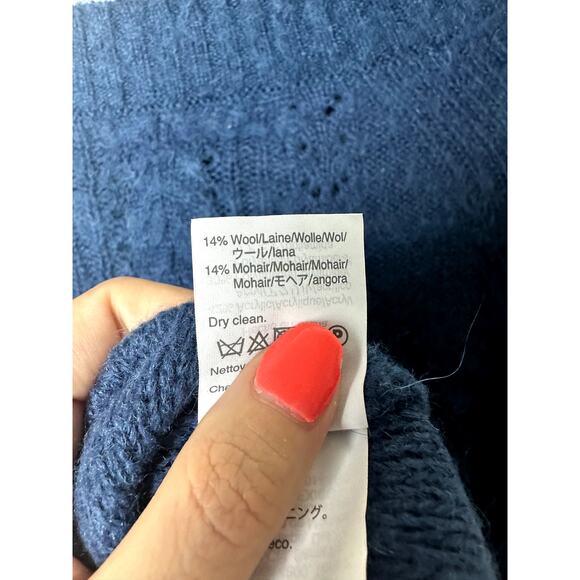 14% Wool/Laine/Wolle/Wol/
ウール/lana
14% Mohair/Mohair/Mohair/
Mohair/モヘア/angora
Dry clean.
P
Nettoy
Che
ニング。
eco.